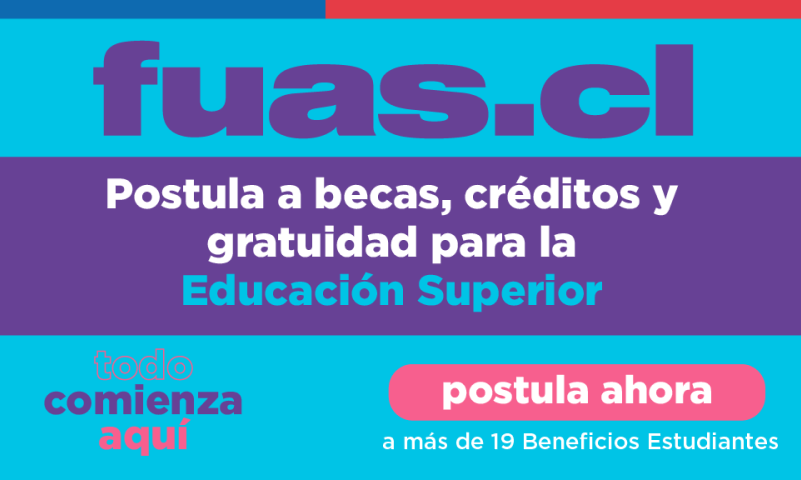 fuas.cl
Postula a becas, créditos y
gratuidad para la
Educación Superior
todo
comienza
aquí
postula ahora
a más de 19 Beneficios Estudiantes